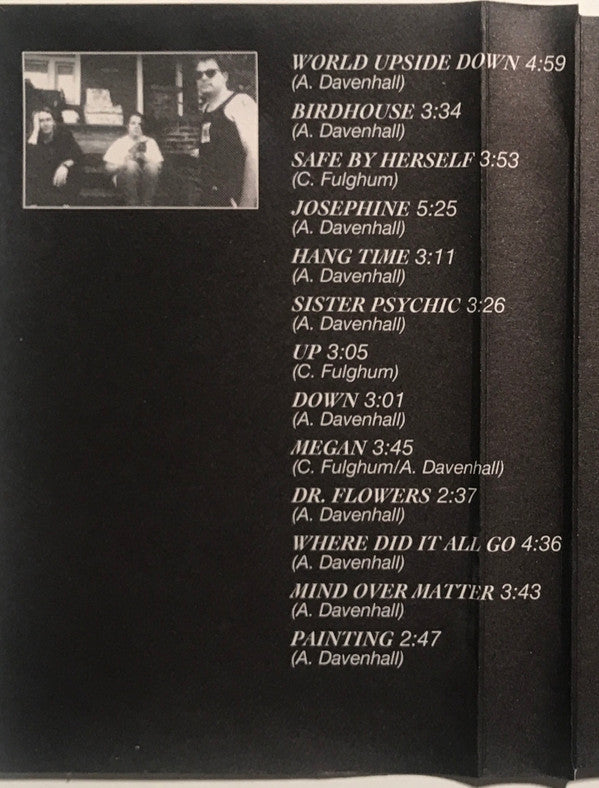 WORLD UPSIDE DOWN 4:59
(A. Davenhall)
BIRDHOUSE 3:34
(A. Davenhall)
SAFE BY HERSELF 3:53
(C. Fulghum)
JOSEPHINE 5:25
(A. Davenhall)
HANG TIME 3:11
(A. Davenhall)
SISTER PSYCHIC 3:26
(A. Davenhall)
UP 3:05
(C. Fulghum)
DOWN 3:01
(A. Davenhall)
MEGAN 3:45
(C. Fulghum/A. Davenhall)
DR. FLOWERS 2:37
(A. Davenhall)
WHERE DID IT ALL GO 4:36
(A. Davenhall)
MIND OVER MATTER 3:43
(A. Davenhall)
PAINTING 2:47
(A. Davenhall)